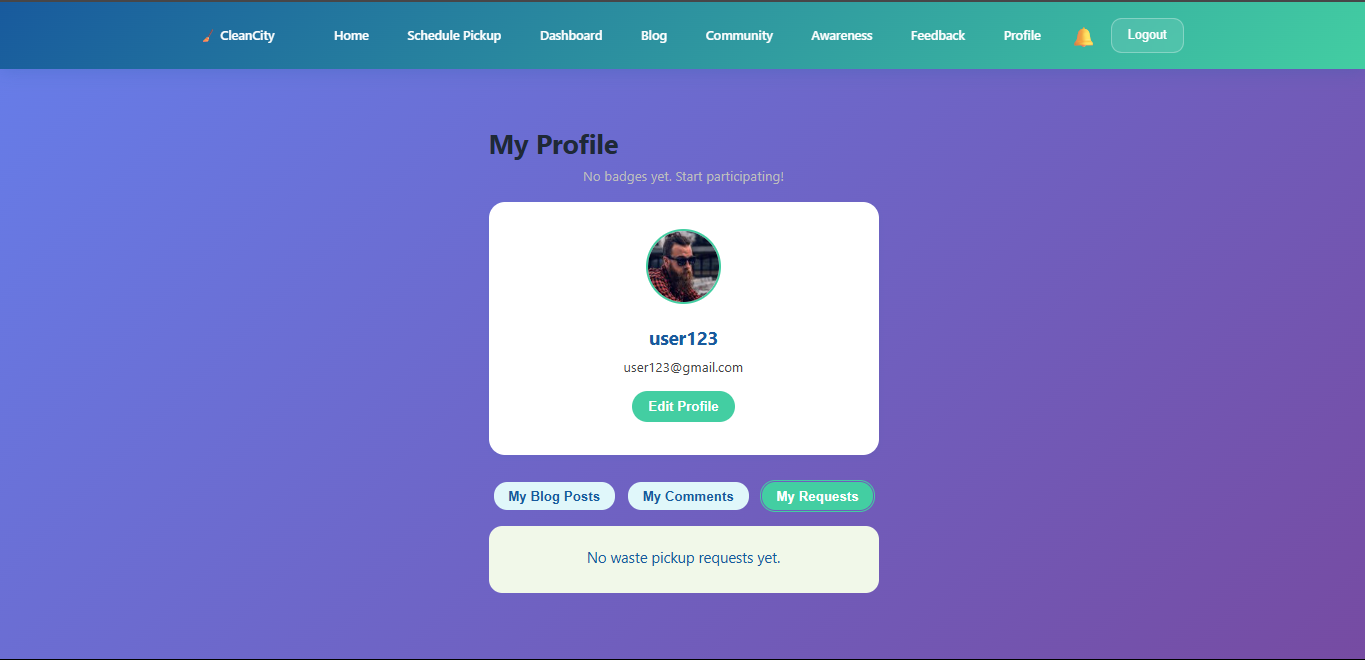 CleanCity Home Schedule Pickup Dashboard Blog Community Awareness Feedback Profile Logout
My Profile
No badges yet. Start participating!
user123
user123@gmail.com
Edit Profile
My Blog Posts My Comments My Requests
No waste pickup requests yet.